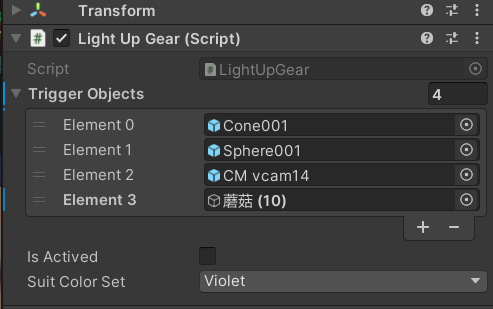 Transform
Light Up Gear (Script)
Script
LightUpGear
Trigger Objects
4
Element 0
Cone001
Element 1
Sphere001
Element 2
CM vcam14
Element 3
蘑菇 (10)
Is Actived
Suit Color Set
Violet